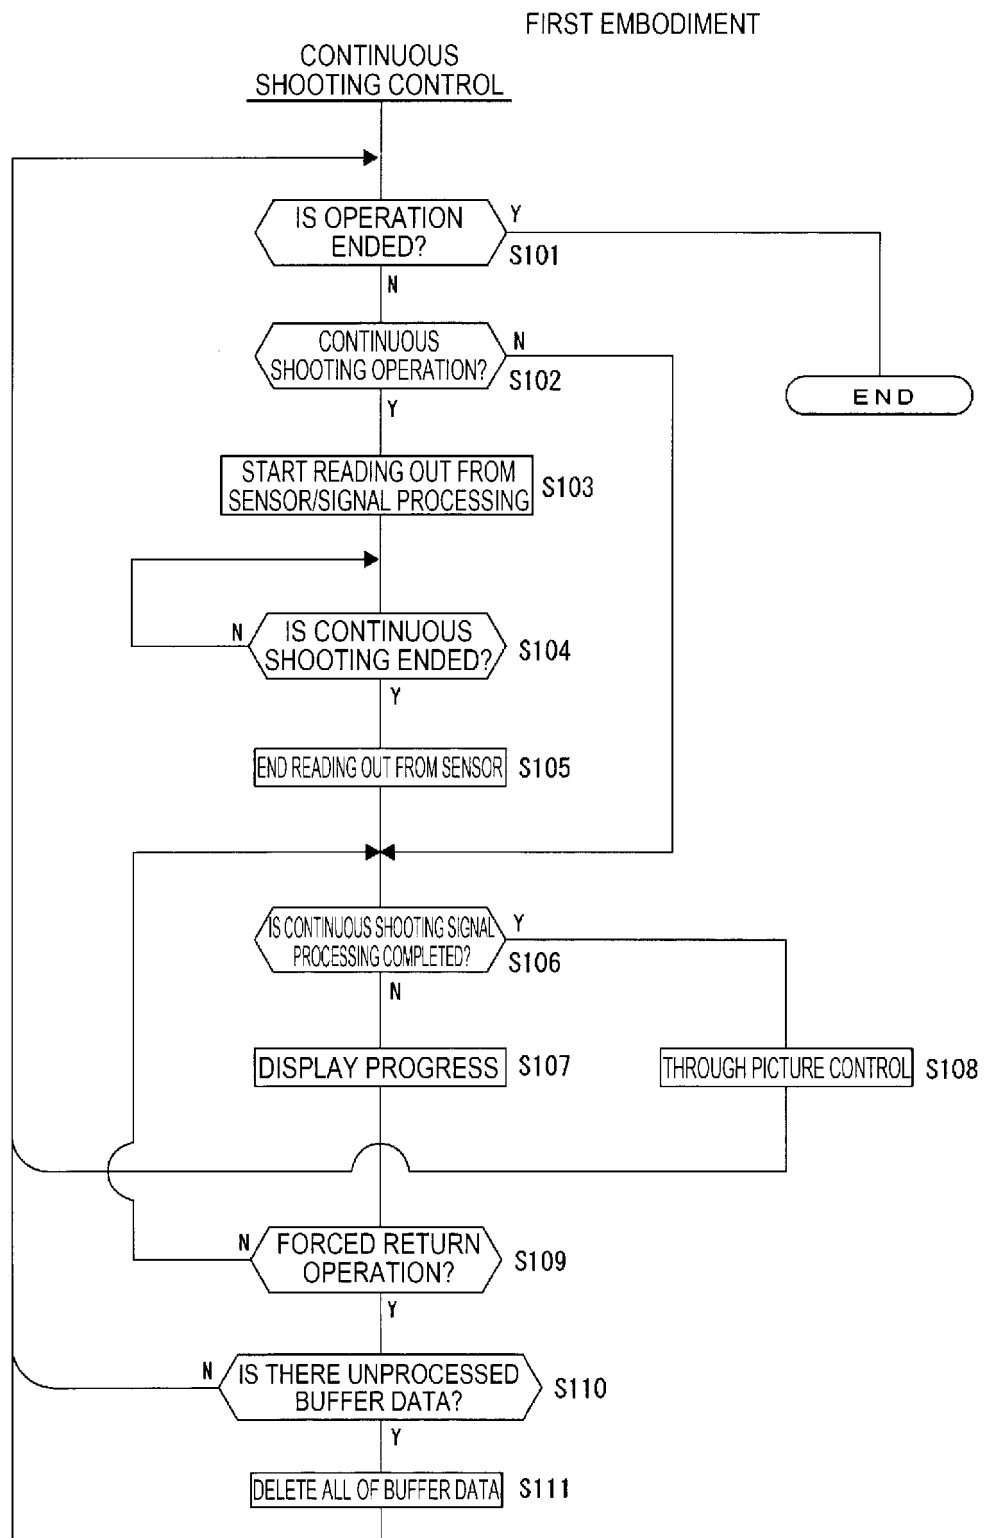 FIRST EMBODIMENT
CONTINUOUS
SHOOTING CONTROL
IS OPERATION
ENDED?
Y
S101
N
CONTINUOUS
SHOOTING OPERATION?
N
S102
Y
END
START READING OUT FROM
SENSOR/SIGNAL PROCESSING
S103
N
IS CONTINUOUS
SHOOTING ENDED?
S104
Y
END READING OUT FROM SENSOR
S105
IS CONTINUOUS SHOOTING SIGNAL
PROCESSING COMPLETED?
Y
S106
N
DISPLAY PROGRESS
S107
THROUGH PICTURE CONTROL
S108
N
FORCED RETURN
OPERATION?
S109
Y
N
IS THERE UNPROCESSED
BUFFER DATA?
S110
Y
DELETE ALL OF BUFFER DATA
S111